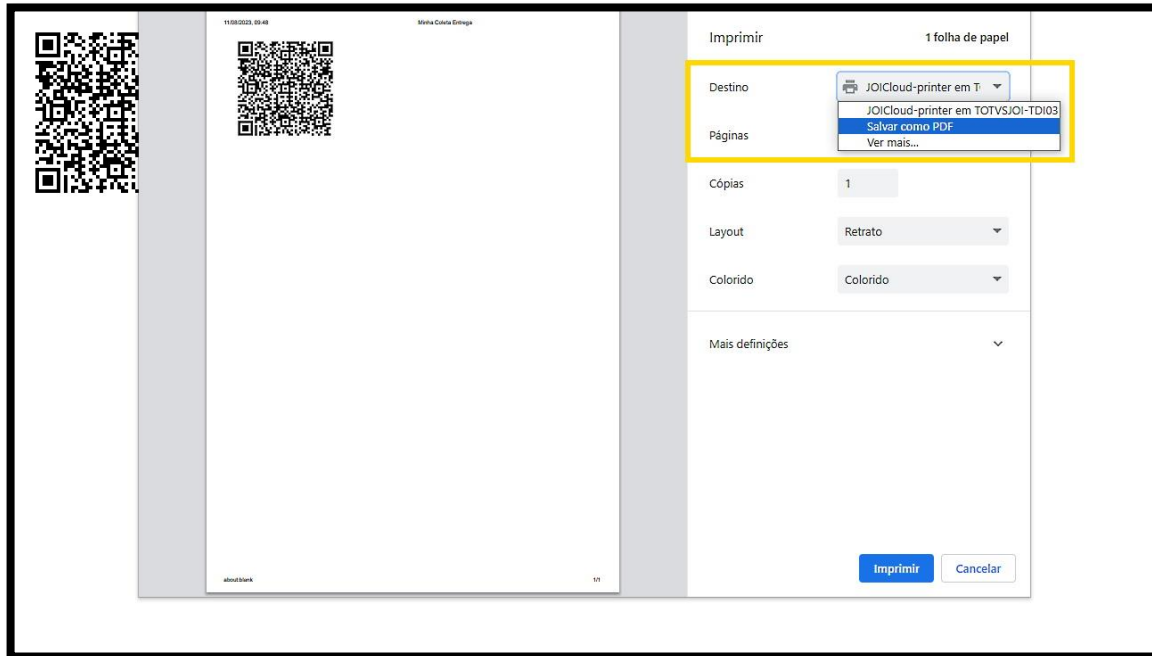 11/08/2023, 09:48
Minha Coleta Entrega
Imprimir
1 folha de papel
Destino
JOICloud-printer em T
JOICloud-printer em TOTVSJOI-TDI03
Salvar como PDF
Ver mais...
Páginas
Cópias
1
Layout
Retrato
Colorido
Colorido
Mais definições
Imprimir
Cancelar
about:blank
1/1